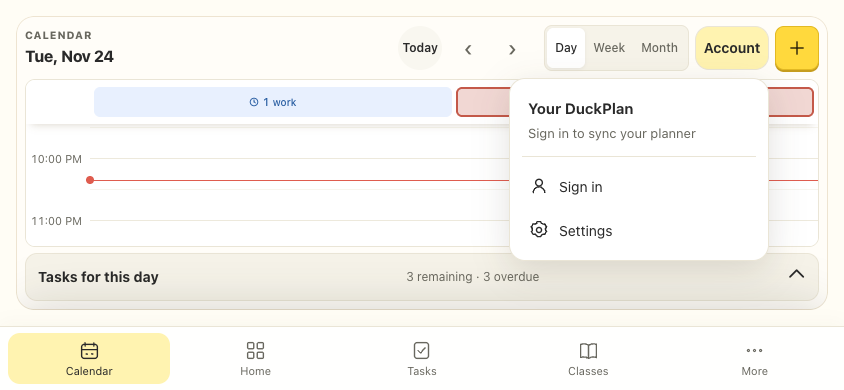 CALENDAR
Tue, Nov 24
Today
Day Week Month
Account
1 work
Your DuckPlan
Sign in to sync your planner
Sign in
Settings
10:00 PM
11:00 PM
Tasks for this day
3 remaining · 3 overdue
Calendar
Home
Tasks
Classes
More